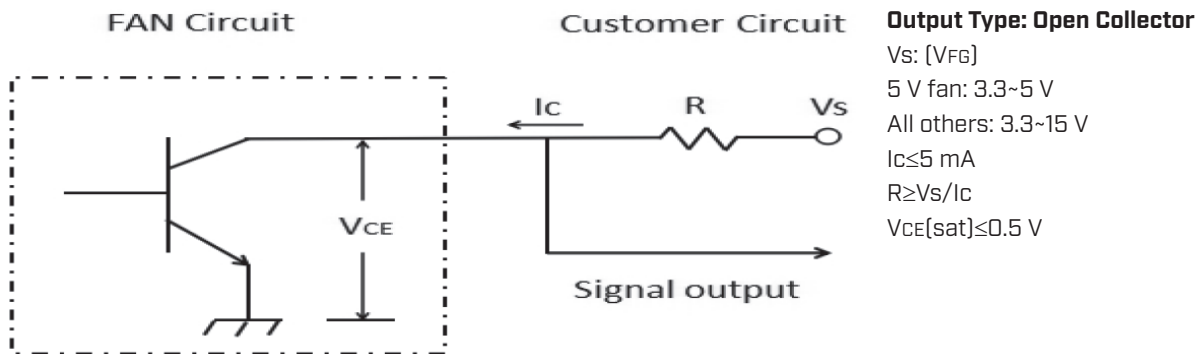 FAN Circuit
Customer Circuit
Ic
R
Vs
VCE
Signal output
Output Type: Open Collector
Vs: (VFG)
5 V fan: 3.3~5 V
All others: 3.3~15 V
Ic≤5 mA
R≥Vs/Ic
VCE(sat)≤0.5 V